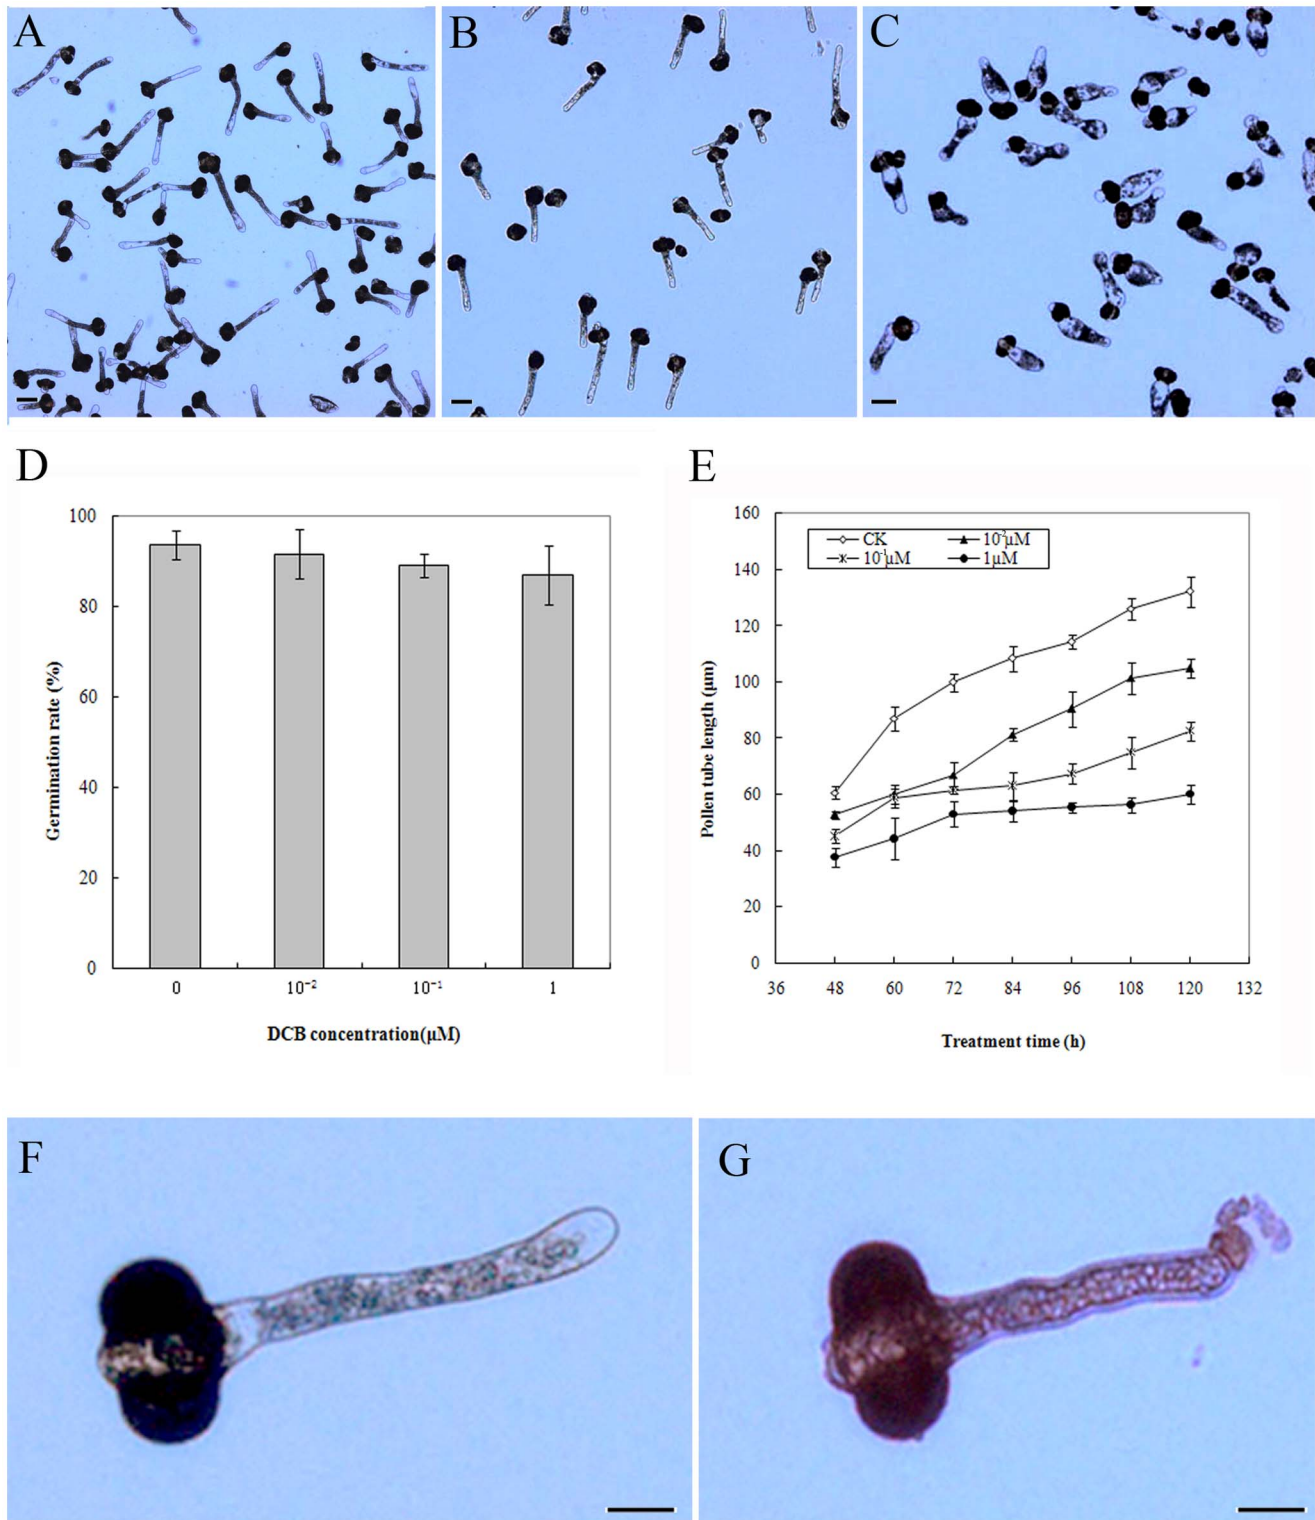 A
B
C
D
100
80
60
40
20
0
Germination rate (%)
0
10⁻²
10⁻¹
1
DCB concentration(μM)
E
160
140
120
100
80
60
40
20
0
Pollen tube length (μm)
CK
10⁻²μM
10⁻¹μM
1μM
36
48
60
72
84
96
108
120
132
Treatment time (h)
F
G